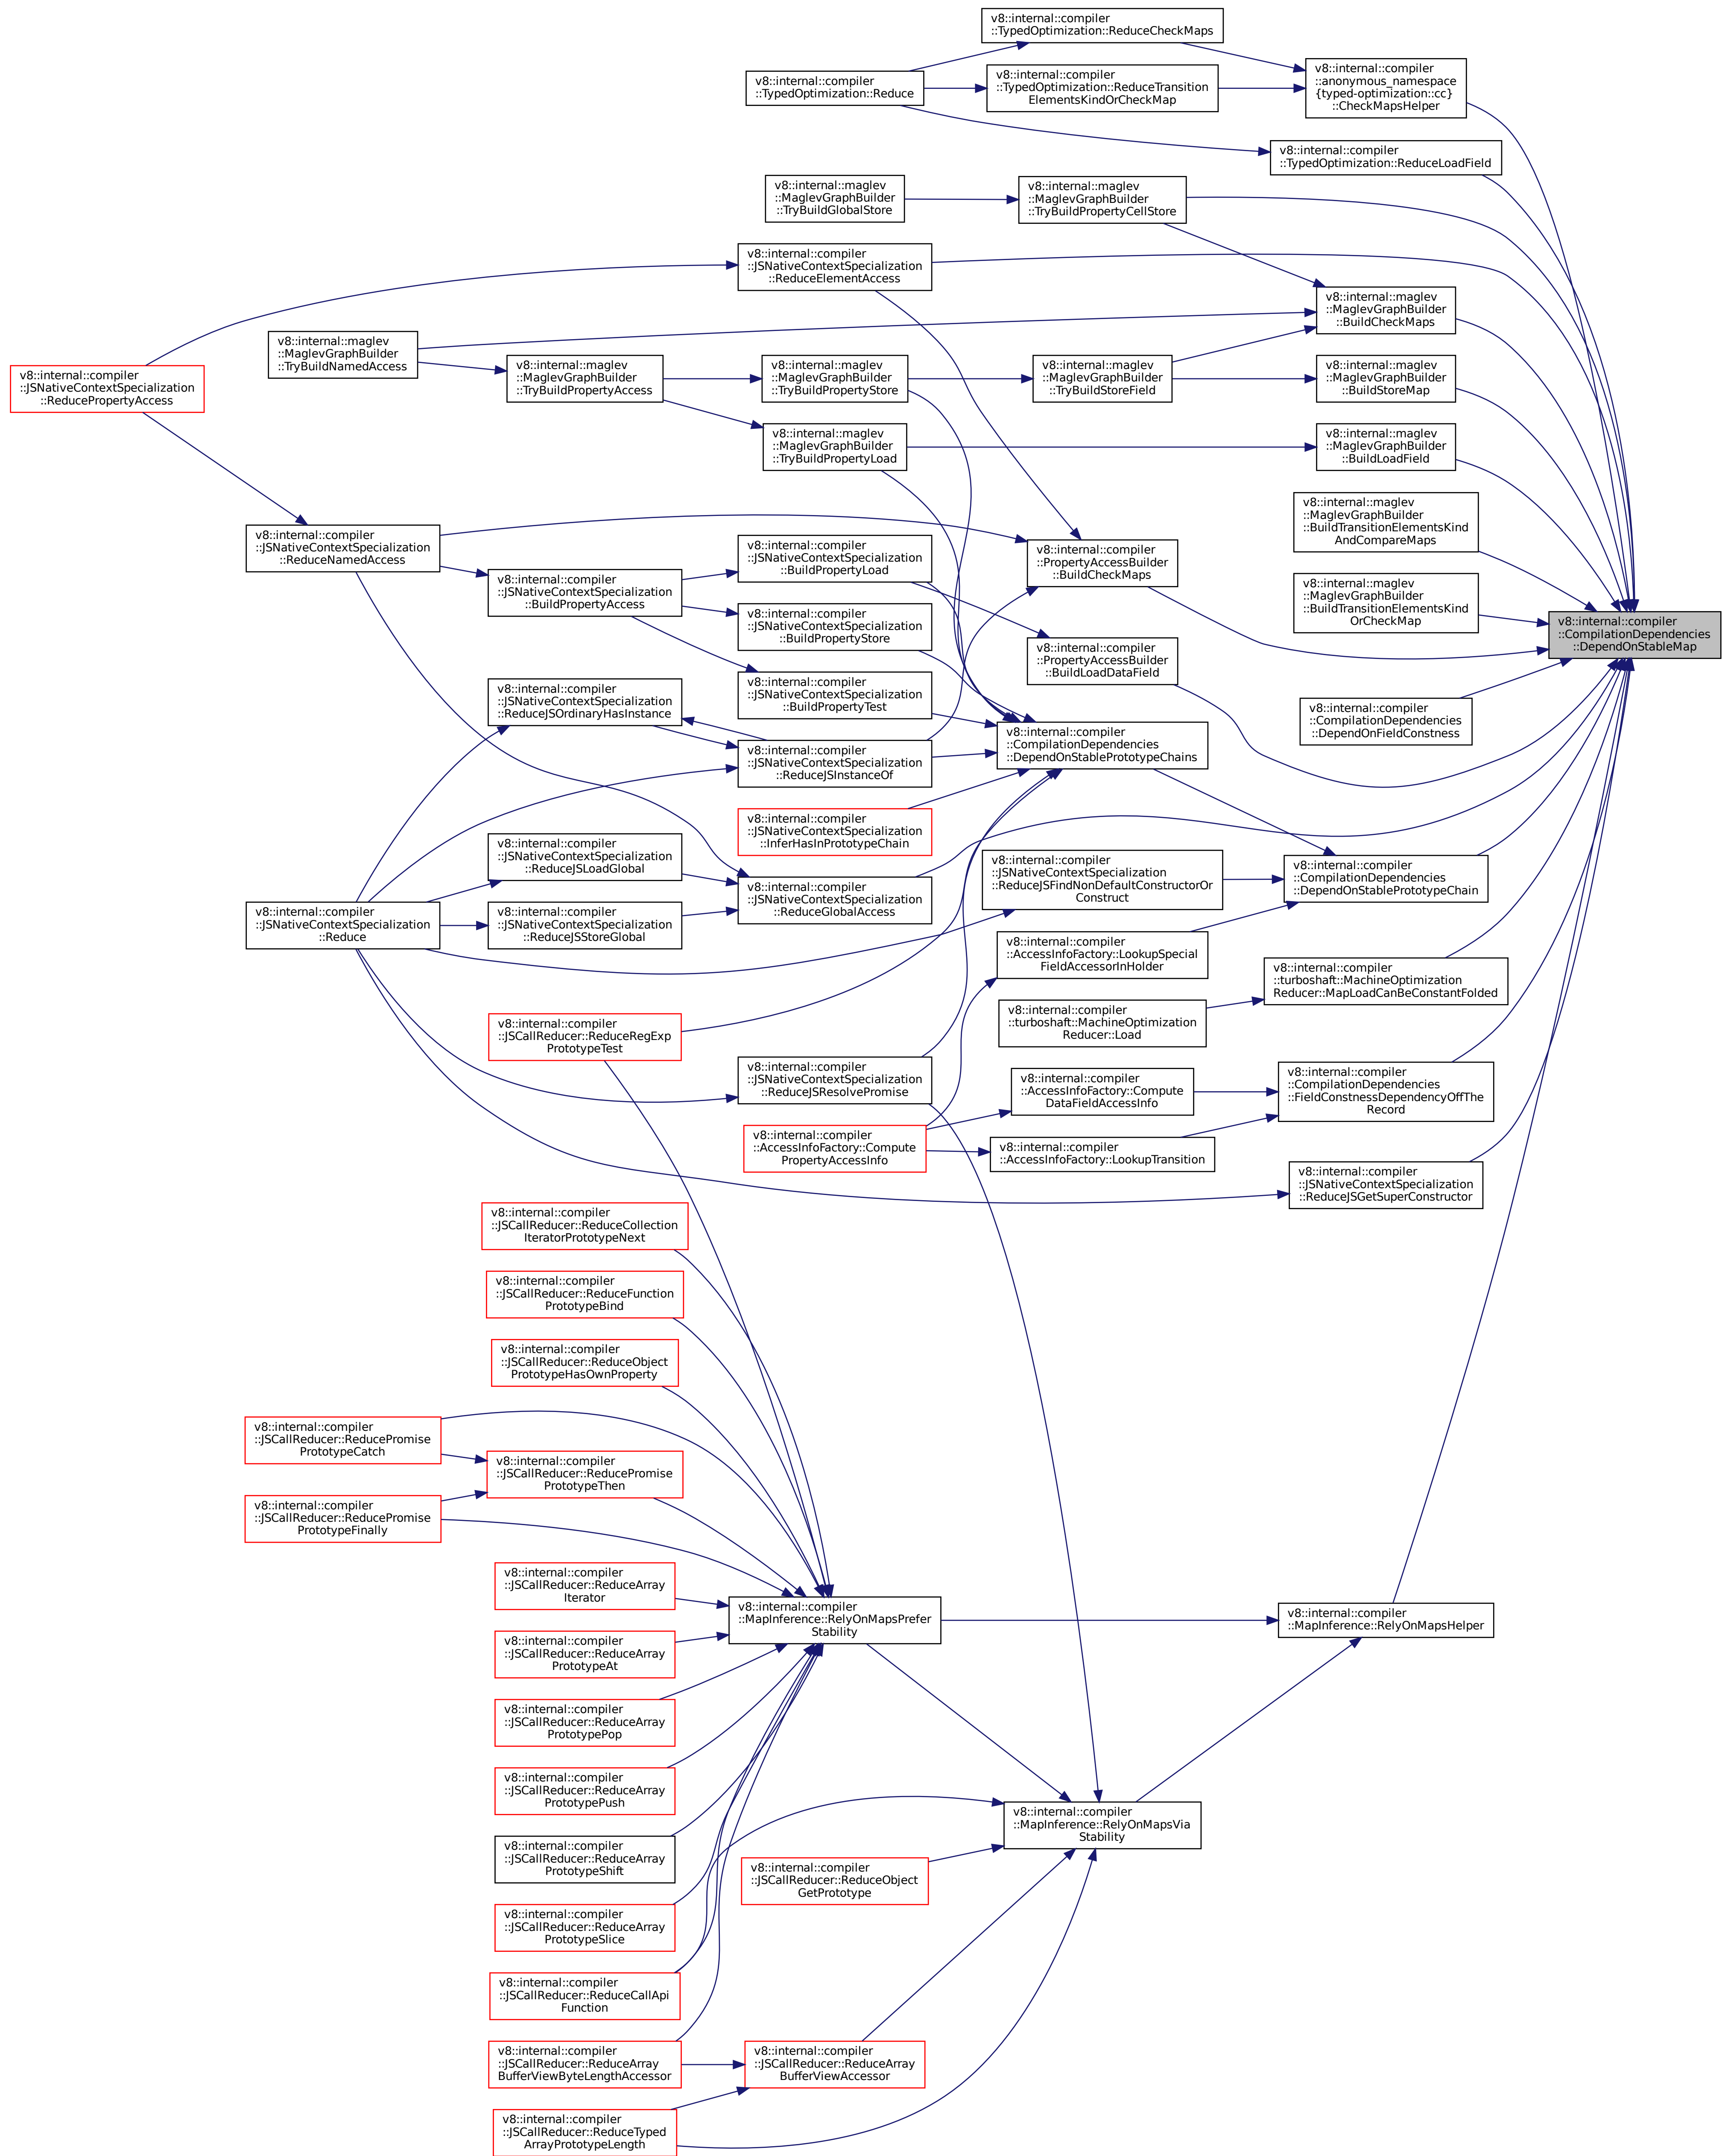 v8::internal::compiler
::TypedOptimization::ReduceCheckMaps
v8::internal::compiler
::TypedOptimization::Reduce
v8::internal::compiler
::TypedOptimization::ReduceTransition
ElementsKindOrCheckMap
v8::internal::compiler
::anonymous_namespace
{typed-optimization::cc}
::CheckMapsHelper
v8::internal::compiler
::TypedOptimization::ReduceLoadField
v8::internal::maglev
::MaglevGraphBuilder
::TryBuildGlobalStore
v8::internal::maglev
::MaglevGraphBuilder
::TryBuildPropertyCellStore
v8::internal::compiler
::JSNativeContextSpecialization
::ReduceElementAccess
v8::internal::maglev
::MaglevGraphBuilder
::BuildCheckMaps
v8::internal::maglev
::MaglevGraphBuilder
::TryBuildNamedAccess
v8::internal::compiler
::JSNativeContextSpecialization
::ReducePropertyAccess
v8::internal::maglev
::MaglevGraphBuilder
::TryBuildPropertyAccess
v8::internal::maglev
::MaglevGraphBuilder
::TryBuildPropertyStore
v8::internal::maglev
::MaglevGraphBuilder
::TryBuildStoreField
v8::internal::maglev
::MaglevGraphBuilder
::BuildStoreMap
v8::internal::maglev
::MaglevGraphBuilder
::TryBuildPropertyLoad
v8::internal::maglev
::MaglevGraphBuilder
::BuildLoadField
v8::internal::maglev
::MaglevGraphBuilder
::BuildTransitionElementsKind
AndCompareMaps
v8::internal::compiler
::JSNativeContextSpecialization
::ReduceNamedAccess
v8::internal::compiler
::JSNativeContextSpecialization
::BuildPropertyLoad
v8::internal::compiler
::PropertyAccessBuilder
::BuildCheckMaps
v8::internal::compiler
::JSNativeContextSpecialization
::BuildPropertyAccess
v8::internal::maglev
::MaglevGraphBuilder
::BuildTransitionElementsKind
OrCheckMap
v8::internal::compiler
::JSNativeContextSpecialization
::BuildPropertyStore
v8::internal::compiler
::CompilationDependencies
::DependOnStableMap
v8::internal::compiler
::PropertyAccessBuilder
::BuildLoadDataField
v8::internal::compiler
::JSNativeContextSpecialization
::BuildPropertyTest
v8::internal::compiler
::JSNativeContextSpecialization
::ReduceJSOrdinaryHasInstance
v8::internal::compiler
::CompilationDependencies
::DependOnFieldConstness
v8::internal::compiler
::CompilationDependencies
::DependOnStablePrototypeChains
v8::internal::compiler
::JSNativeContextSpecialization
::ReduceJSInstanceOf
v8::internal::compiler
::JSNativeContextSpecialization
::InferHasInPrototypeChain
v8::internal::compiler
::JSNativeContextSpecialization
::ReduceJSLoadGlobal
v8::internal::compiler
::JSNativeContextSpecialization
::ReduceJSFindNonDefaultConstructorOr
Construct
v8::internal::compiler
::CompilationDependencies
::DependOnStablePrototypeChain
v8::internal::compiler
::JSNativeContextSpecialization
::ReduceGlobalAccess
v8::internal::compiler
::JSNativeContextSpecialization
::Reduce
v8::internal::compiler
::JSNativeContextSpecialization
::ReduceJSStoreGlobal
v8::internal::compiler
::AccessInfoFactory::LookupSpecial
FieldAccessorInHolder
v8::internal::compiler
::turboshaft::MachineOptimization
Reducer::MapLoadCanBeConstantFolded
v8::internal::compiler
::turboshaft::MachineOptimization
Reducer::Load
v8::internal::compiler
::JSCallReducer::ReduceRegExp
PrototypeTest
v8::internal::compiler
::JSNativeContextSpecialization
::ReduceJSResolvePromise
v8::internal::compiler
::AccessInfoFactory::Compute
DataFieldAccessInfo
v8::internal::compiler
::CompilationDependencies
::FieldConstnessDependencyOffThe
Record
v8::internal::compiler
::AccessInfoFactory::Compute
PropertyAccessInfo
v8::internal::compiler
::AccessInfoFactory::LookupTransition
v8::internal::compiler
::JSNativeContextSpecialization
::ReduceJSGetSuperConstructor
v8::internal::compiler
::JSCallReducer::ReduceCollection
IteratorPrototypeNext
v8::internal::compiler
::JSCallReducer::ReduceFunction
PrototypeBind
v8::internal::compiler
::JSCallReducer::ReduceObject
PrototypeHasOwnProperty
v8::internal::compiler
::JSCallReducer::ReducePromise
PrototypeCatch
v8::internal::compiler
::JSCallReducer::ReducePromise
PrototypeThen
v8::internal::compiler
::JSCallReducer::ReducePromise
PrototypeFinally
v8::internal::compiler
::JSCallReducer::ReduceArray
Iterator
v8::internal::compiler
::MapInference::RelyOnMapsPrefer
Stability
v8::internal::compiler
::MapInference::RelyOnMapsHelper
v8::internal::compiler
::JSCallReducer::ReduceArray
PrototypeAt
v8::internal::compiler
::JSCallReducer::ReduceArray
PrototypePop
v8::internal::compiler
::JSCallReducer::ReduceArray
PrototypePush
v8::internal::compiler
::MapInference::RelyOnMapsVia
Stability
v8::internal::compiler
::JSCallReducer::ReduceArray
PrototypeShift
v8::internal::compiler
::JSCallReducer::ReduceObject
GetPrototype
v8::internal::compiler
::JSCallReducer::ReduceArray
PrototypeSlice
v8::internal::compiler
::JSCallReducer::ReduceCallApi
Function
v8::internal::compiler
::JSCallReducer::ReduceArray
BufferViewByteLengthAccessor
v8::internal::compiler
::JSCallReducer::ReduceArray
BufferViewAccessor
v8::internal::compiler
::JSCallReducer::ReduceTyped
ArrayPrototypeLength